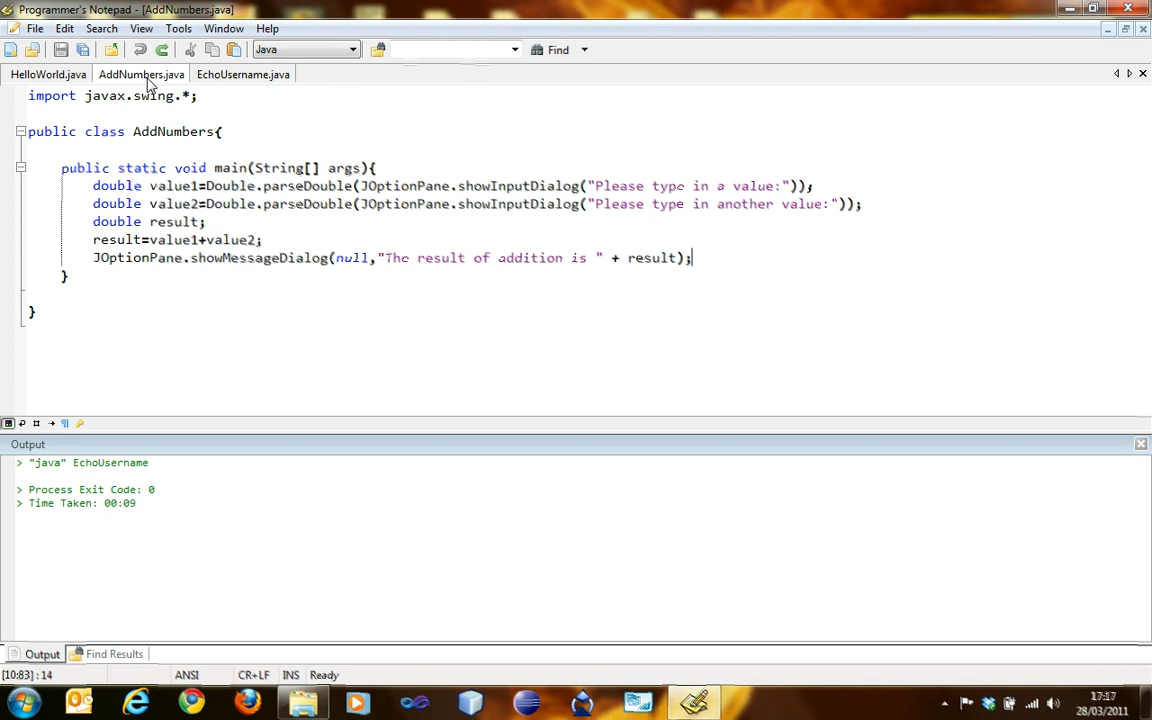 Programmer's Notepad - [AddNumbers.java]
File Edit Search View Tools Window Help
Java Find
HelloWorld.java AddNumbers.java EchoUsername.java
import javax.swing.*;
public class AddNumbers{
public static void main(String[] args){
double value1=Double.parseDouble(JOptionPane.showInputDialog("Please type in a value:"));
double value2=Double.parseDouble(JOptionPane.showInputDialog("Please type in another value:"));
double result;
result=value1+value2;
JOptionPane.showMessageDialog(null,"The result of addition is " + result);
}
}
Output
> "java" EchoUsername
> Process Exit Code: 0
> Time Taken: 00:09
Output Find Results
[10:83] : 14 ANSI CR+LF INS Ready
17:17
28/03/2011